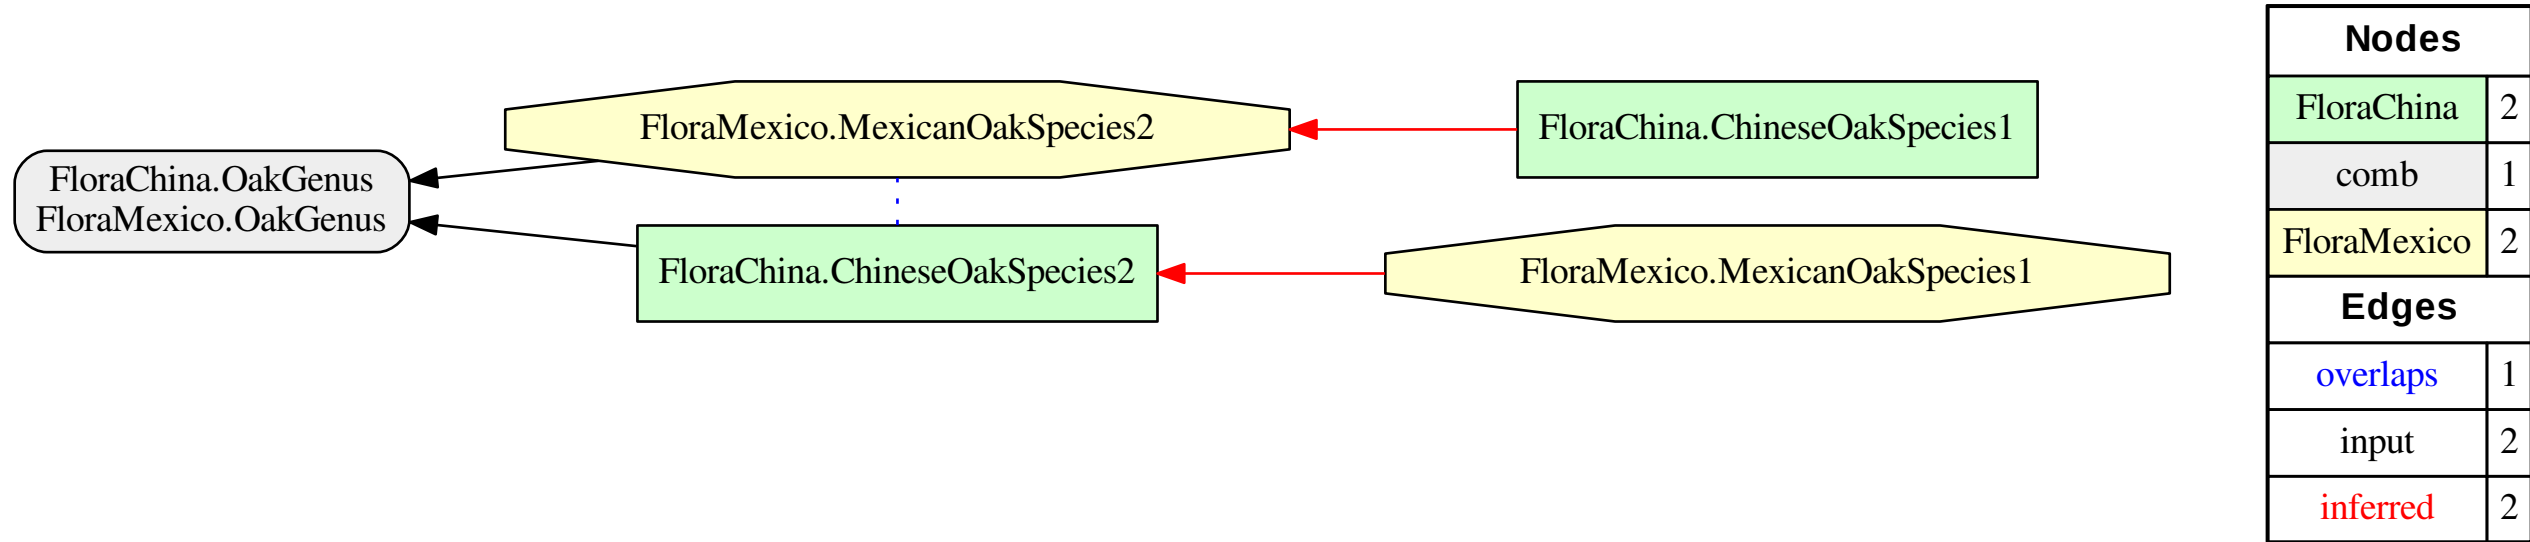 FloraChina.OakGenus
FloraMexico.OakGenus
FloraMexico.MexicanOakSpecies2
FloraChina.ChineseOakSpecies2
FloraChina.ChineseOakSpecies1
FloraMexico.MexicanOakSpecies1
Nodes
FloraChina 2
comb 1
FloraMexico 2
Edges
overlaps 1
input 2
inferred 2